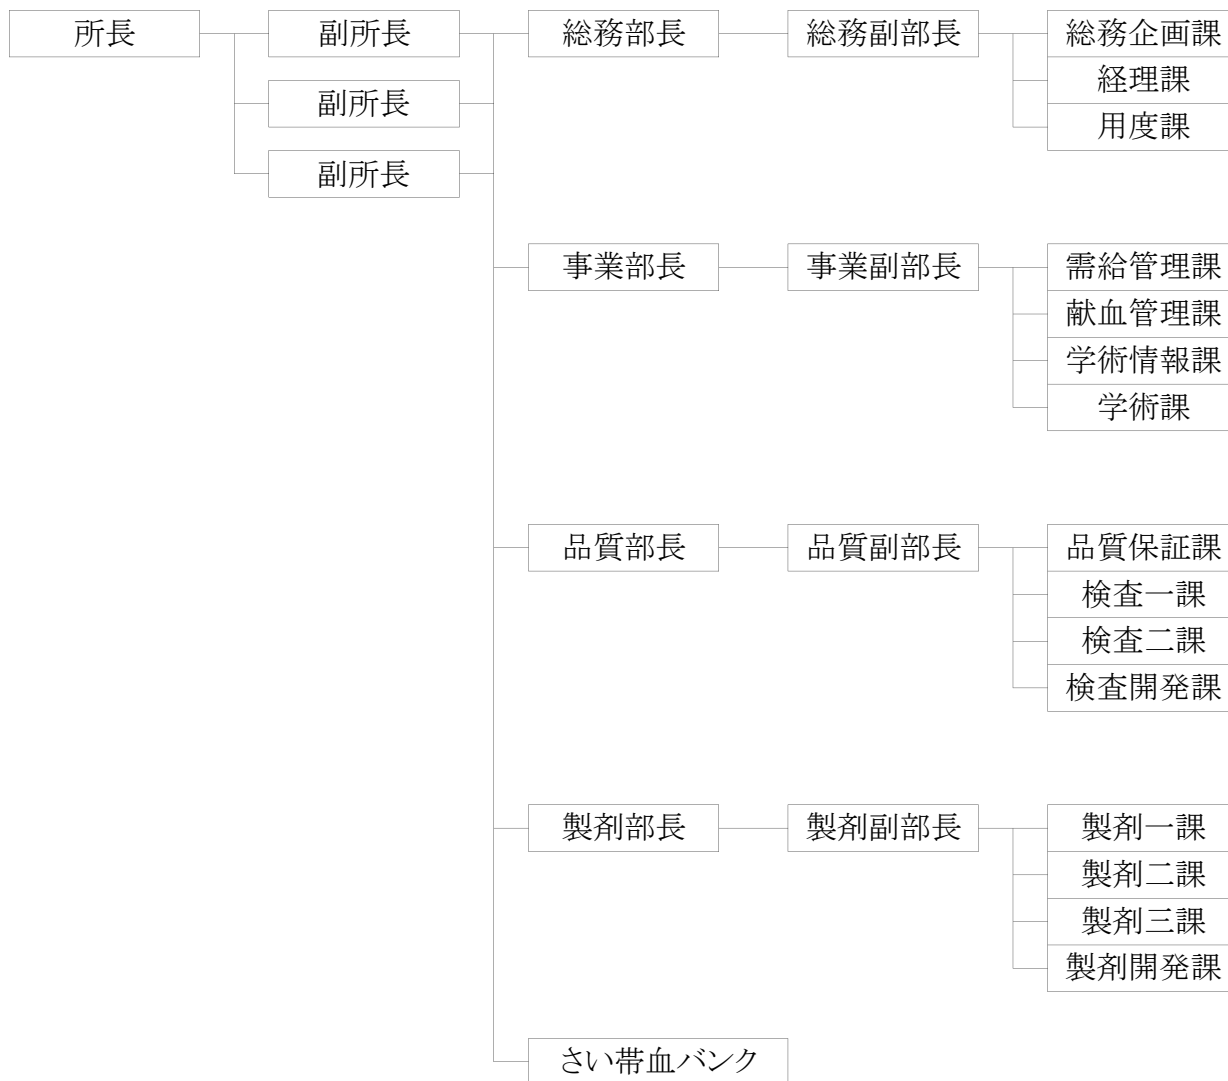 所長 副所長 総務部長 総務副部長 総務企画課
副所長 経理課
用度課
副所長
事業部長 事業副部長 需給管理課
献血管理課
学術情報課
学術課
品質部長 品質副部長 品質保証課
検査一課
検査二課
検査開発課
製剤部長 製剤副部長 製剤一課
製剤二課
製剤三課
製剤開発課
さい帯血バンク